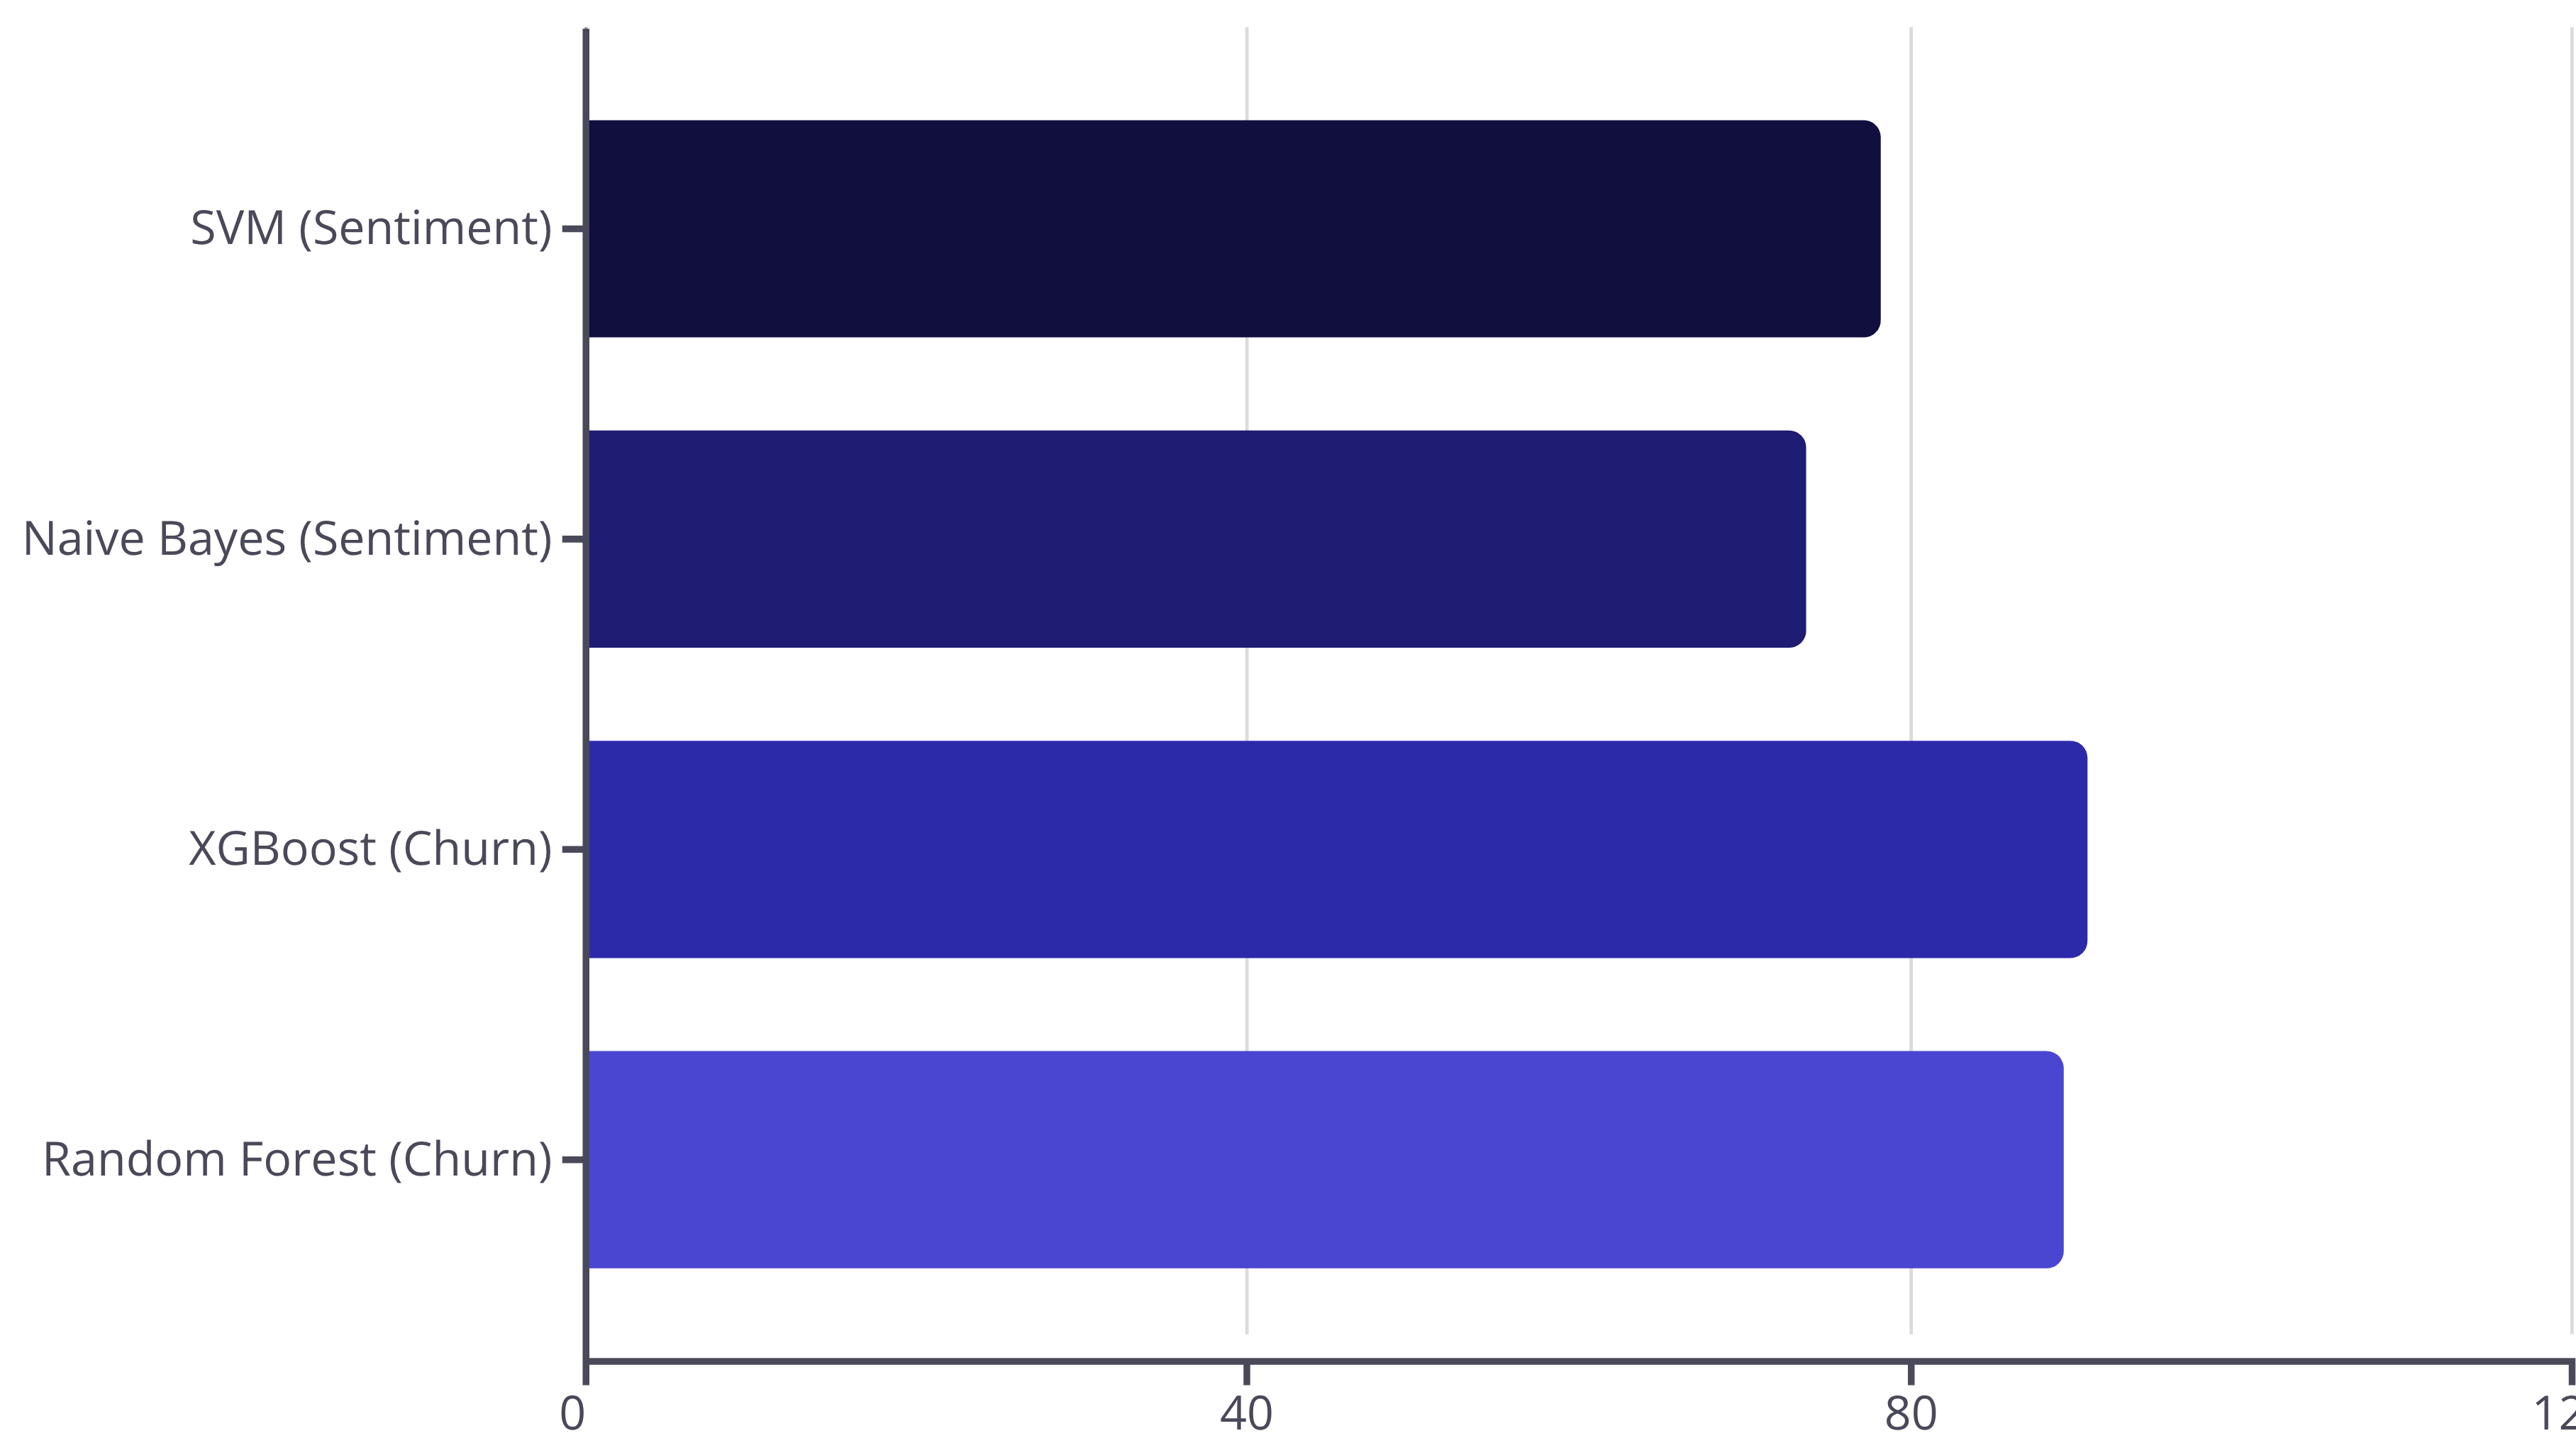 SVM (Sentiment)
Naive Bayes (Sentiment)
XGBoost (Churn)
Random Forest (Churn)
0 40 80